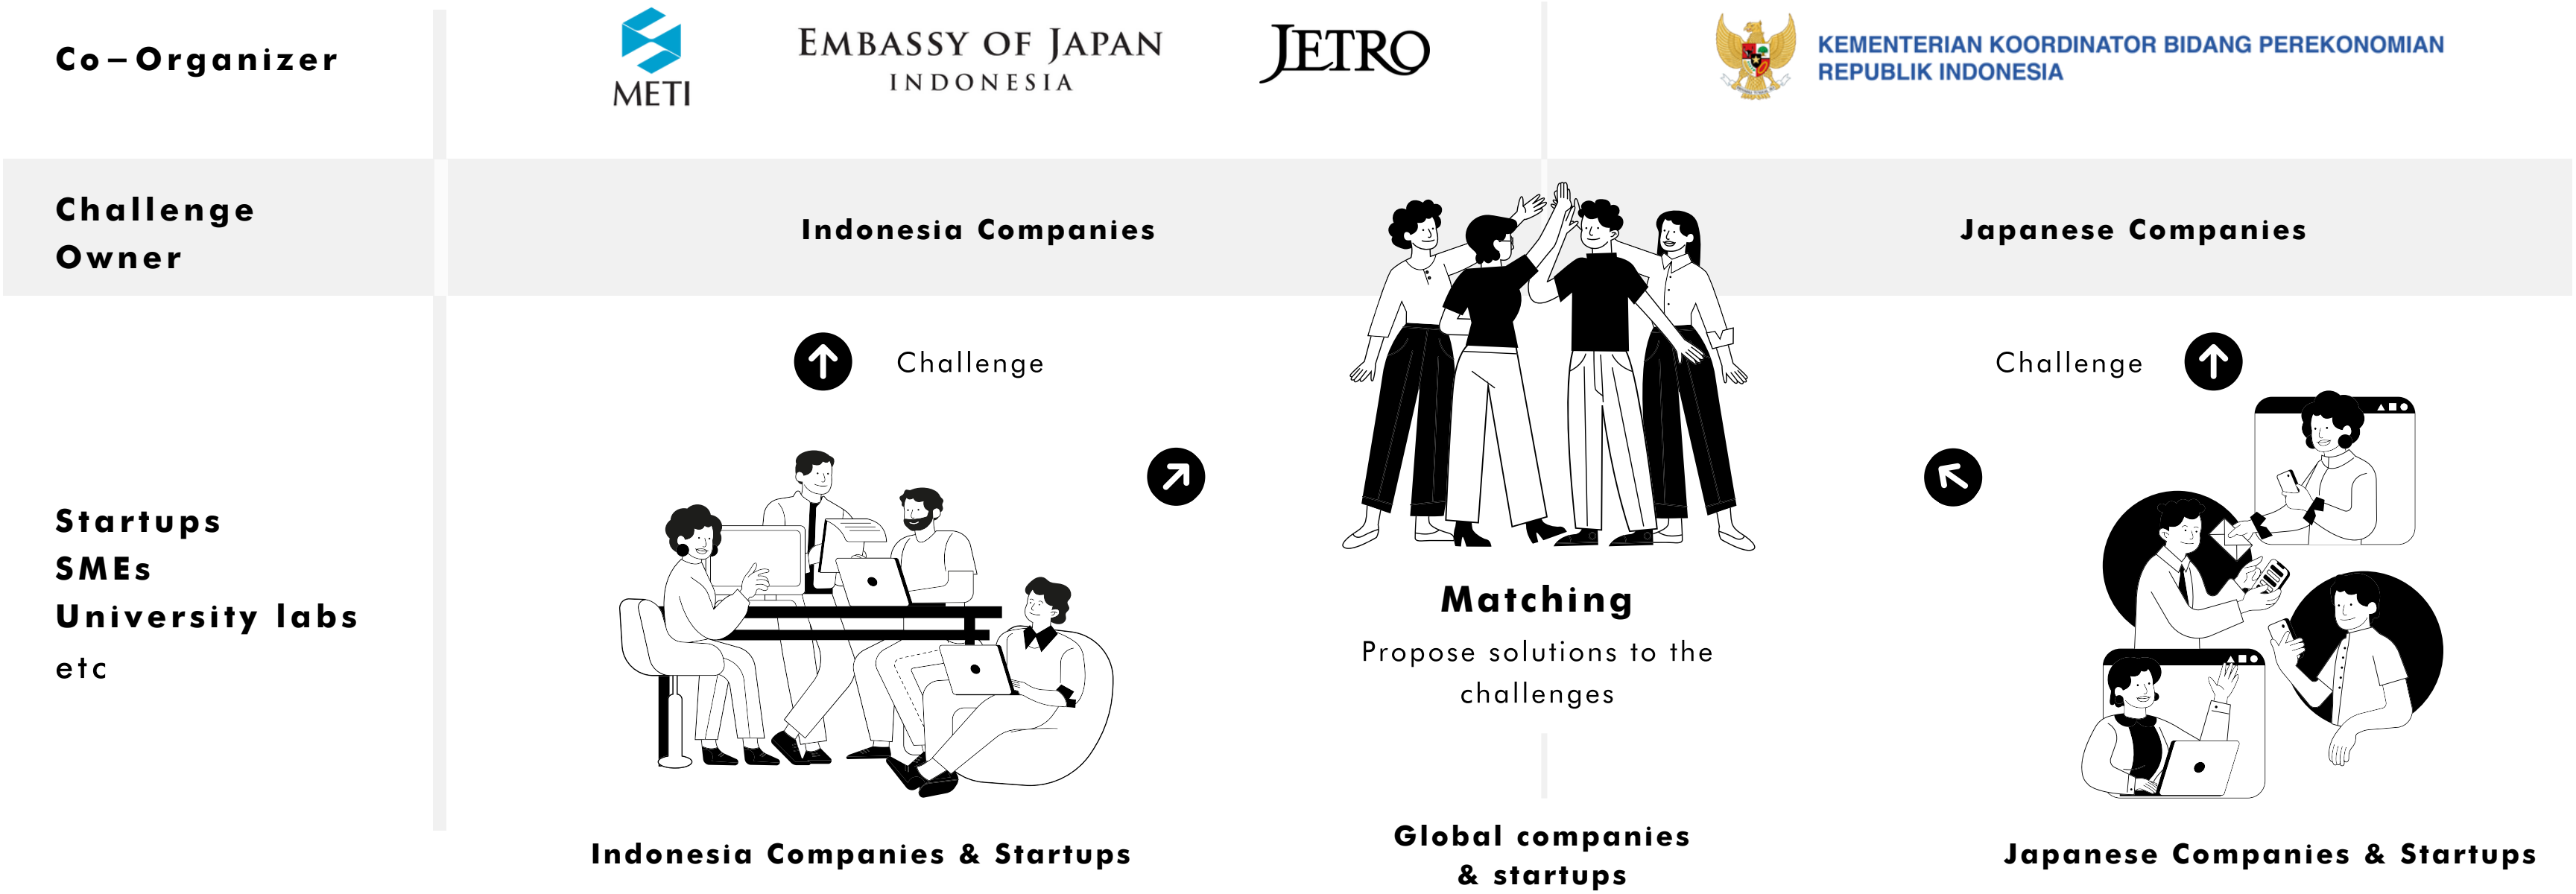 Co–Organizer
METI
EMBASSY OF JAPAN
INDONESIA
JETRO
KEMENTERIAN KOORDINATOR BIDANG PEREKONOMIAN
REPUBLIK INDONESIA
Challenge
Owner
Indonesia Companies
Japanese Companies
Challenge
Challenge
Startups
SMEs
University labs
etc
Matching
Propose solutions to the
challenges
Indonesia Companies & Startups
Global companies
& startups
Japanese Companies & Startups